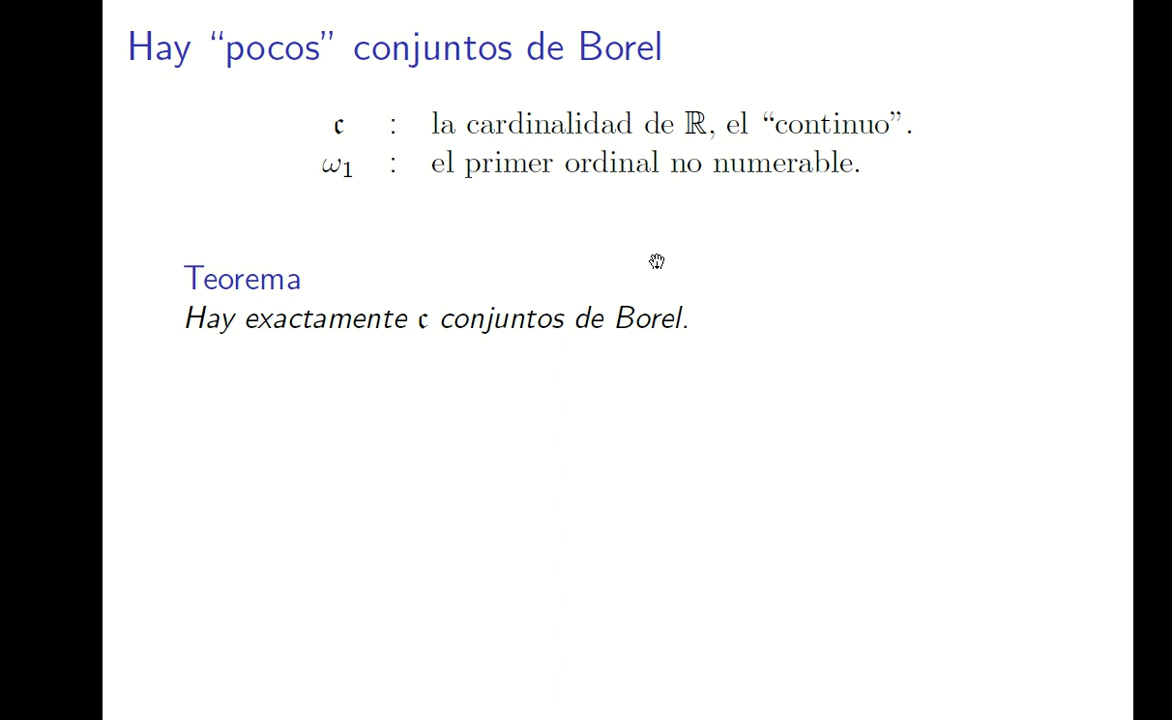 Hay “pocos” conjuntos de Borel
𝔠 : la cardinalidad de ℝ, el “continuo”.
ω₁ : el primer ordinal no numerable.
Teorema
Hay exactamente 𝔠 conjuntos de Borel.